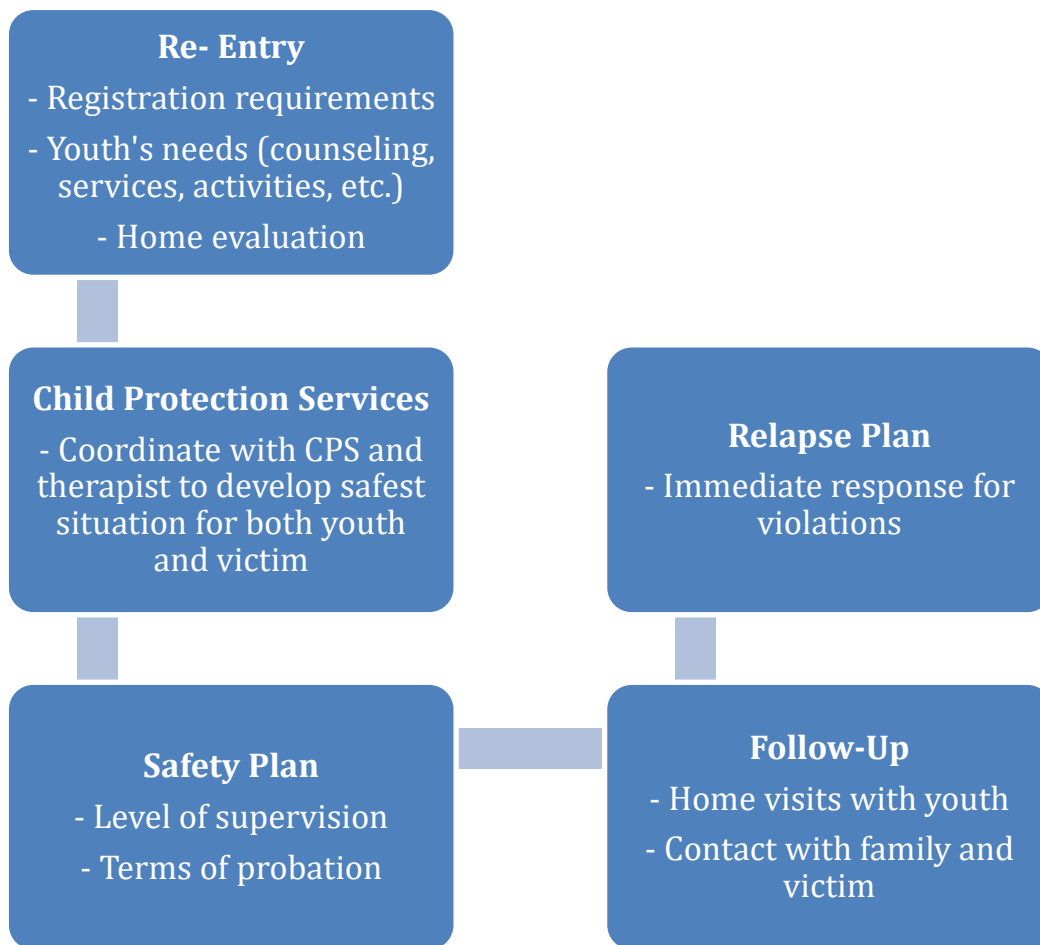 Re- Entry
- Registration requirements
- Youth's needs (counseling,
services, activities, etc.)
- Home evaluation
Child Protection Services
- Coordinate with CPS and
therapist to develop safest
situation for both youth
and victim
Safety Plan
- Level of supervision
- Terms of probation
Follow-Up
- Home visits with youth
- Contact with family and
victim
Relapse Plan
- Immediate response for
violations